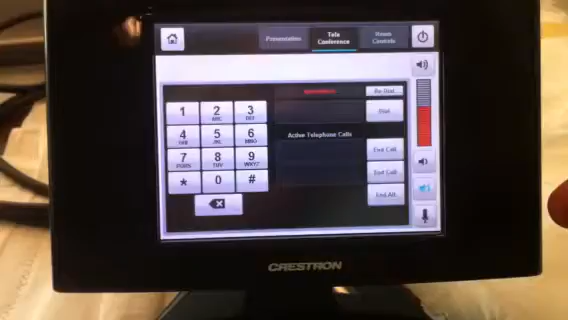 Presentation
Tele Conference
Room Controls
Re-Dial
1
2 ABC
3 DEF
Dial
4 GHI
5 JKL
6 MNO
Active Telephone Calls
7 PQRS
8 TUV
9 WXYZ
End Call
*
0
#
End Call
End All
CRESTRON